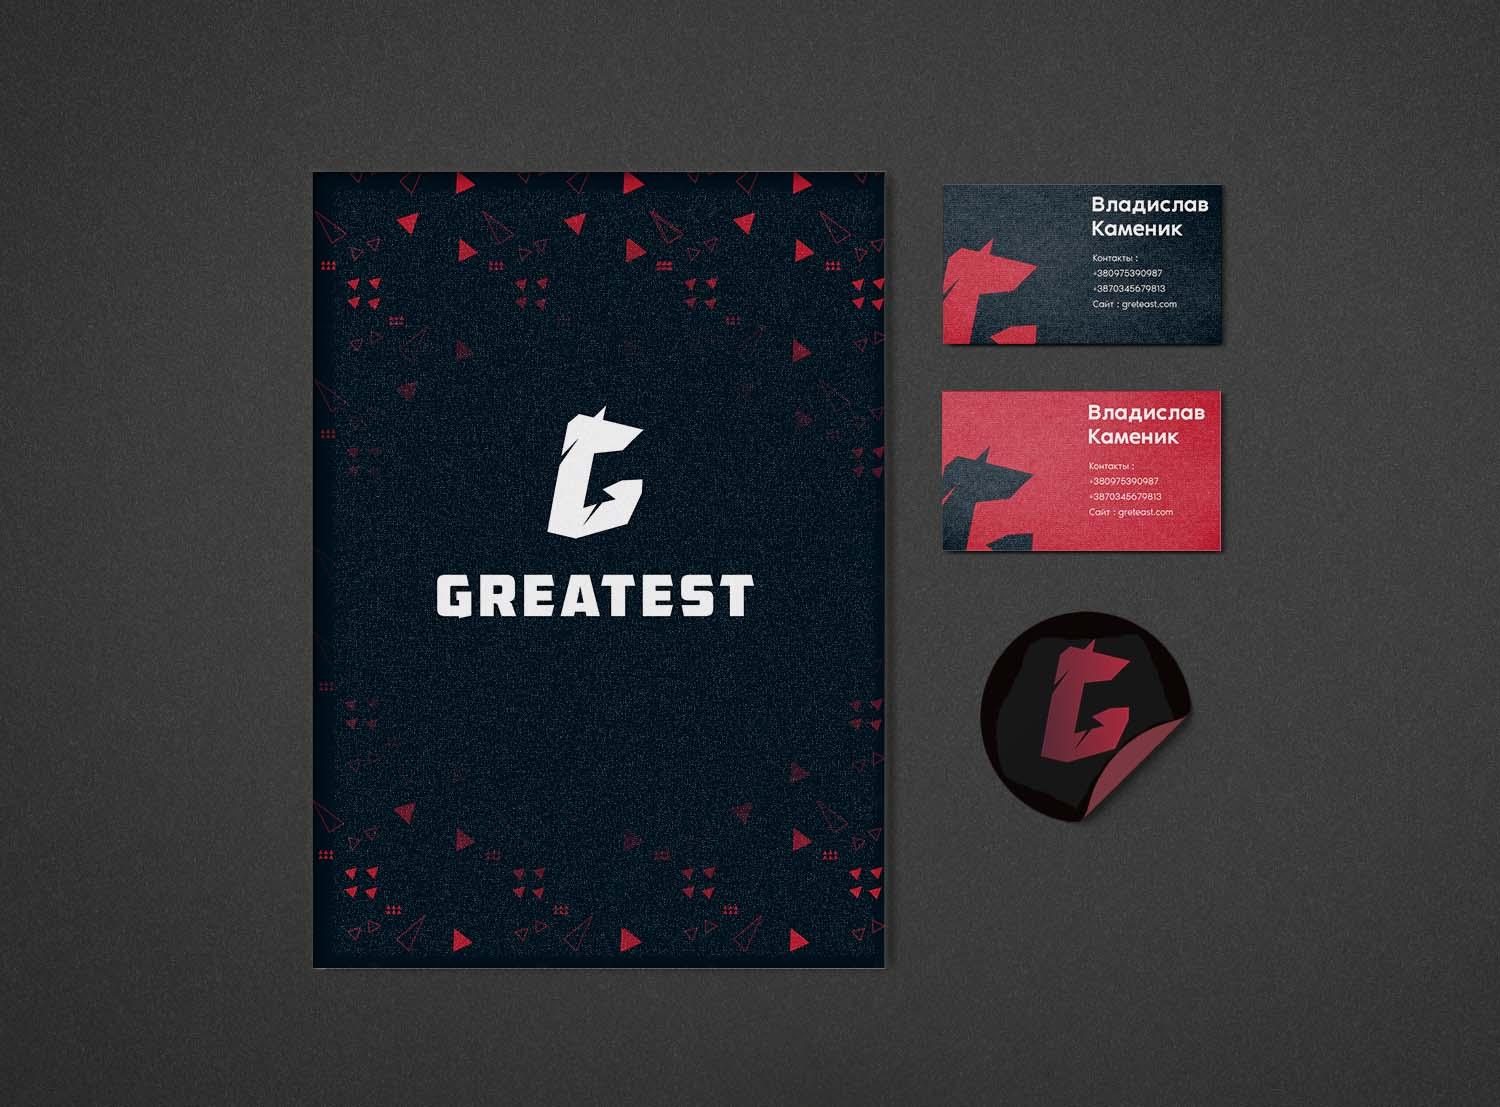 GREATEST
Владислав
Каменик
Контакты :
+380975390987
+3870345679813
Сайт : greteast.com
Владислав
Каменик
Контакты :
+380975390987
+3870345679813
Сайт : greteast.com